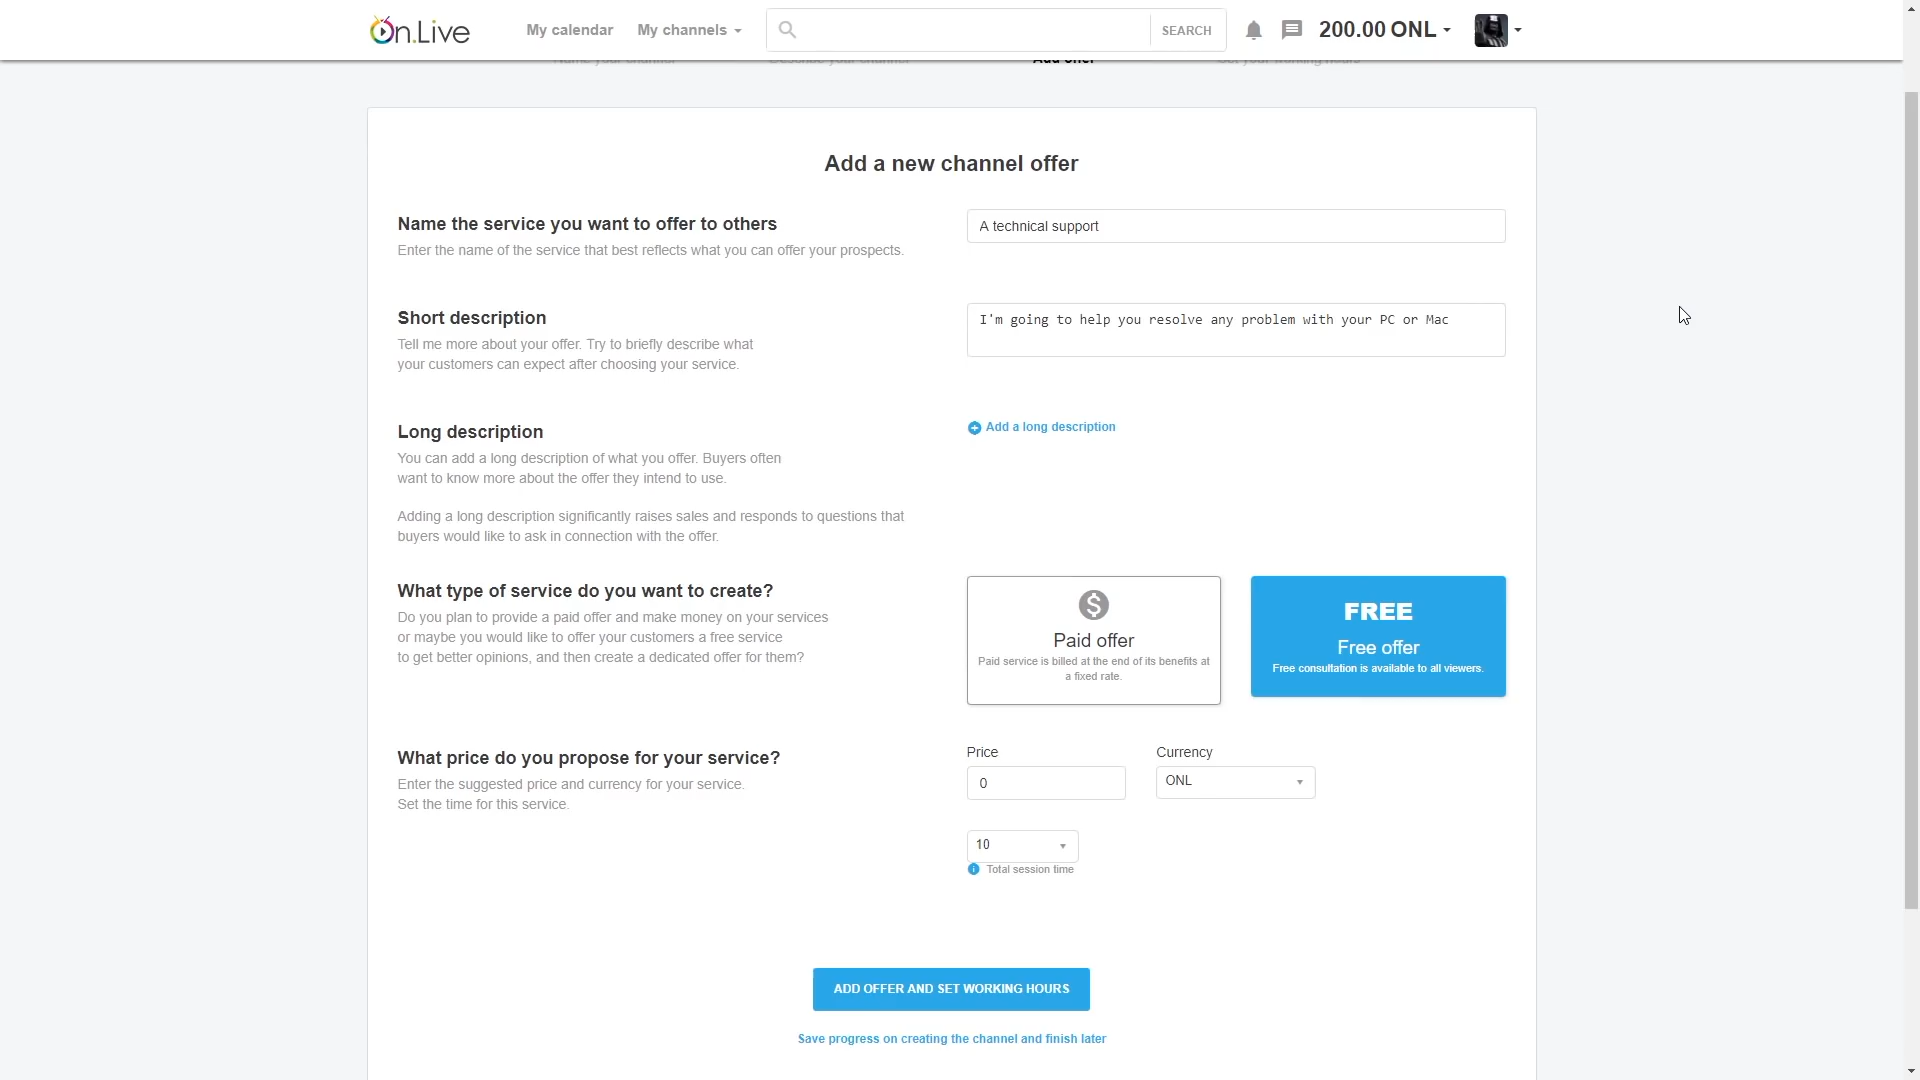 On.Live
My calendar
My channels
SEARCH
200.00 ONL
Add offer
Add a new channel offer
Name the service you want to offer to others
Enter the name of the service that best reflects what you can offer your prospects.
A technical support
Short description
Tell me more about your offer. Try to briefly describe what
your customers can expect after choosing your service.
I'm going to help you resolve any problem with your PC or Mac
Long description
You can add a long description of what you offer. Buyers often
want to know more about the offer they intend to use.
Adding a long description significantly raises sales and responds to questions that
buyers would like to ask in connection with the offer.
Add a long description
What type of service do you want to create?
Do you plan to provide a paid offer and make money on your services
or maybe you would like to offer your customers a free service
to get better opinions, and then create a dedicated offer for them?
Paid offer
Paid service is billed at the end of its benefits at
a fixed rate.
FREE
Free offer
Free consultation is available to all viewers.
What price do you propose for your service?
Enter the suggested price and currency for your service.
Set the time for this service.
Price
0
Currency
ONL
10
Total session time
ADD OFFER AND SET WORKING HOURS
Save progress on creating the channel and finish later